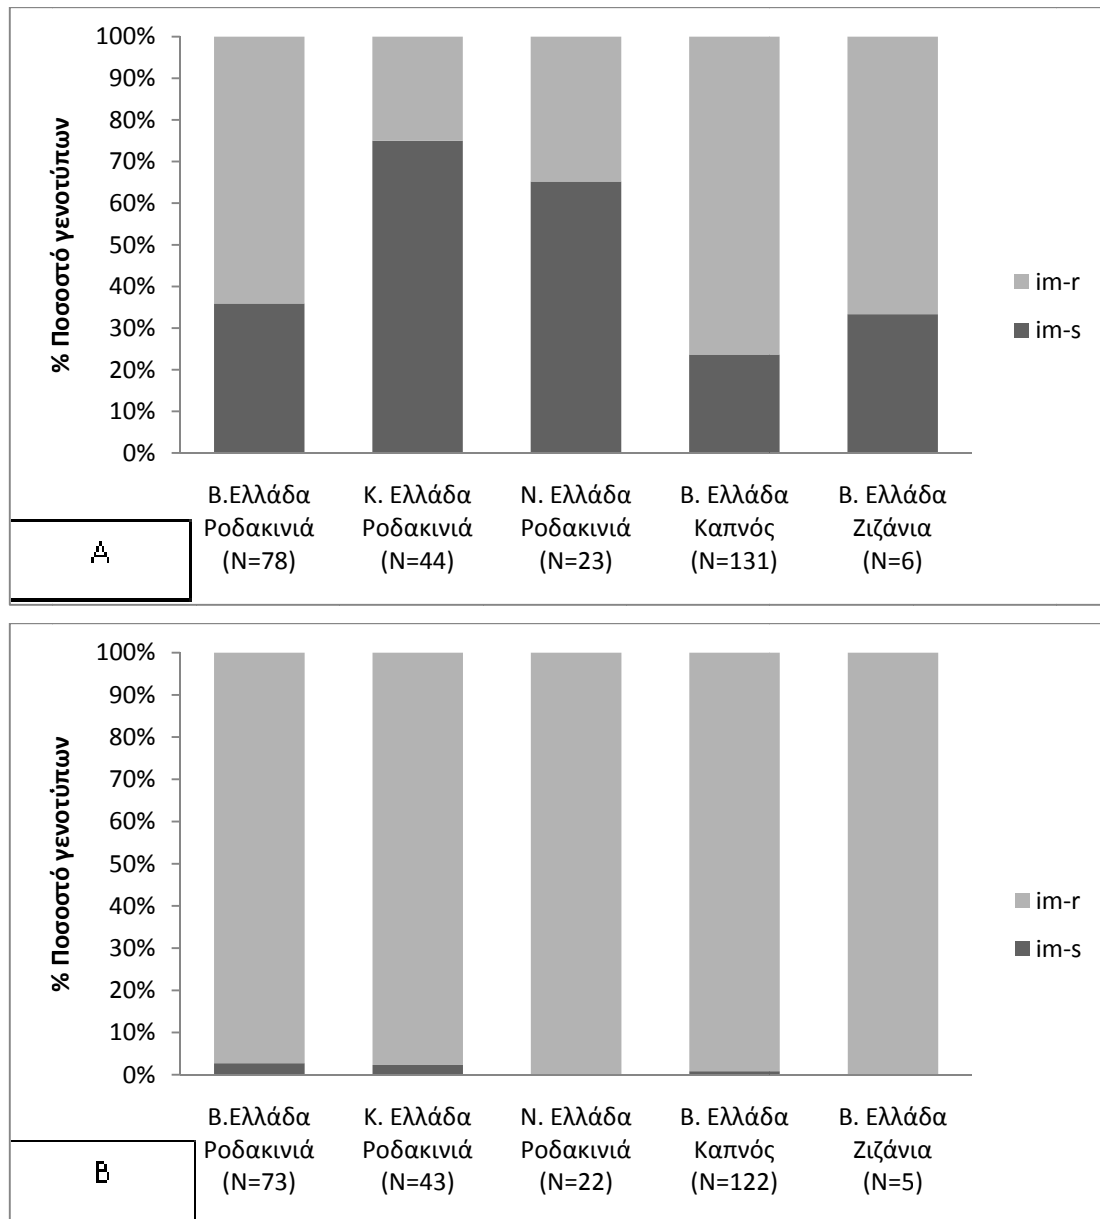 100%
90%
80%
70%
60%
50%
40%
30%
20%
10%
0%
% Ποσοστό γενοτύπων
im-r
im-s
Β.Ελλάδα Ροδακινιά (N=78)
Κ. Ελλάδα Ροδακινιά (N=44)
Ν. Ελλάδα Ροδακινιά (N=23)
Β. Ελλάδα Καπνός (N=131)
Β. Ελλάδα Ζιζάνια (N=6)
Α
100%
90%
80%
70%
60%
50%
40%
30%
20%
10%
0%
% Ποσοστό γενοτύπων
im-r
im-s
Β.Ελλάδα Ροδακινιά (N=73)
Κ. Ελλάδα Ροδακινιά (N=43)
Ν. Ελλάδα Ροδακινιά (N=22)
Β. Ελλάδα Καπνός (N=122)
Β. Ελλάδα Ζιζάνια (N=5)
Β